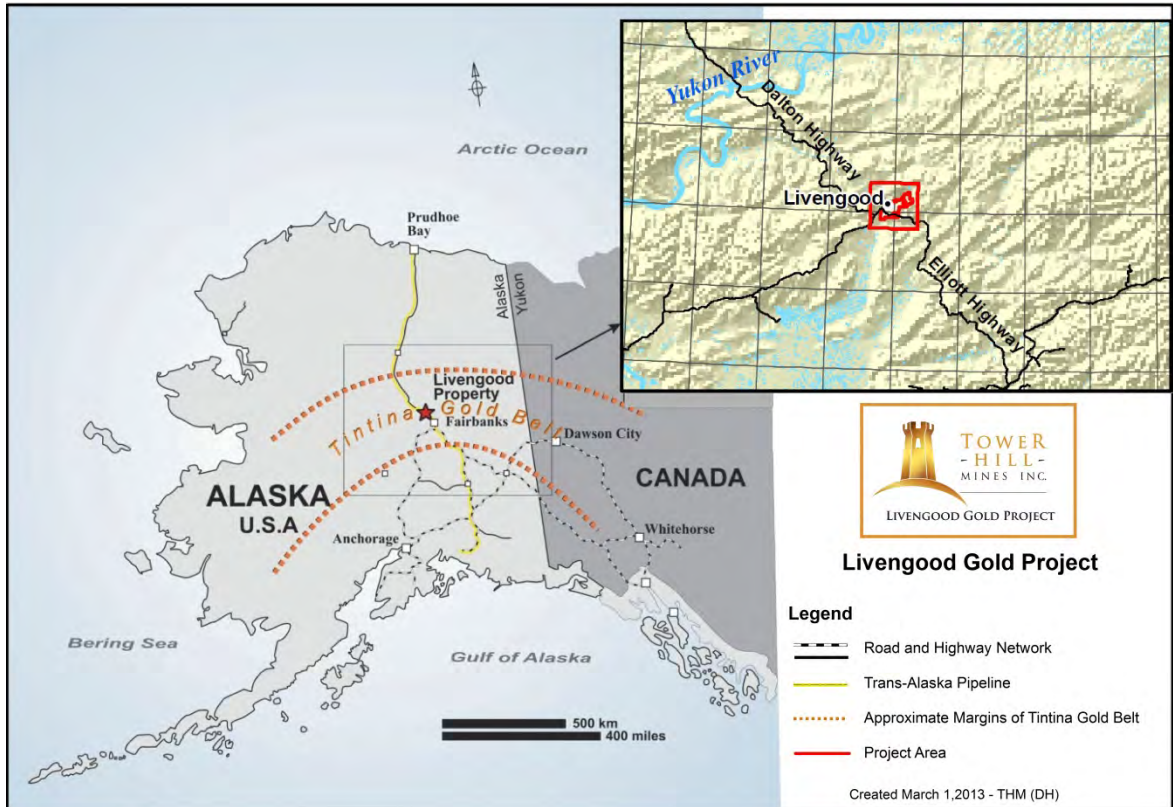 Arctic Ocean
Prudhoe
Bay
Alaska
Yukon
Livengood
Property
Tintina Gold Belt
Fairbanks
Dawson City
ALASKA
U.S.A
CANADA
Anchorage
Whitehorse
Bering Sea
Gulf of Alaska
500 km
400 miles
Yukon River
Dalton Highway
Livengood
Elliott Highway
TOWER
- HILL -
MINES INC.
LIVENGOOD GOLD PROJECT
Livengood Gold Project
Legend
Road and Highway Network
Trans-Alaska Pipeline
Approximate Margins of Tintina Gold Belt
Project Area
Created March 1,2013 - THM (DH)